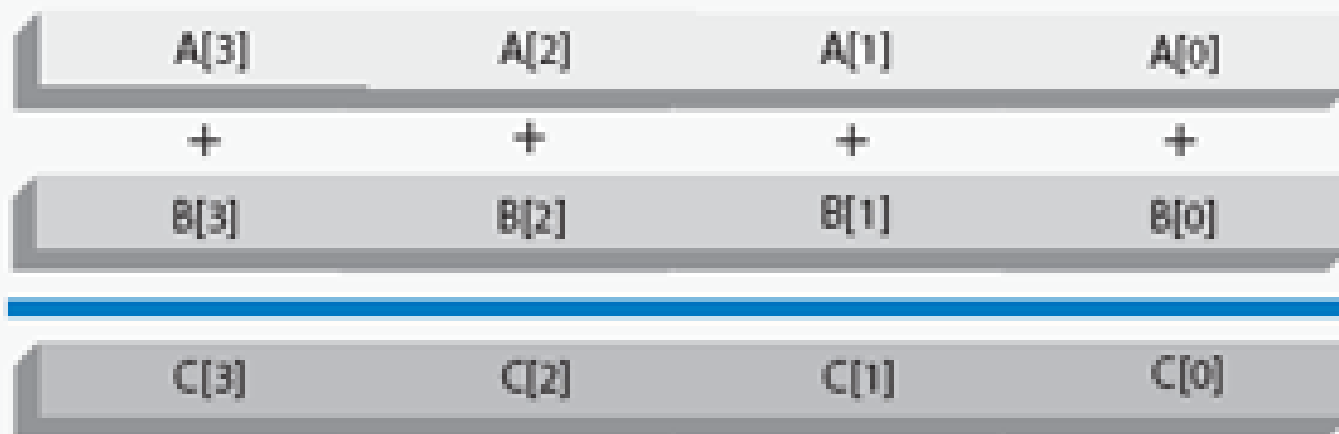 A[3] A[2] A[1] A[0]
+ + + +
B[3] B[2] B[1] B[0]
C[3] C[2] C[1] C[0]